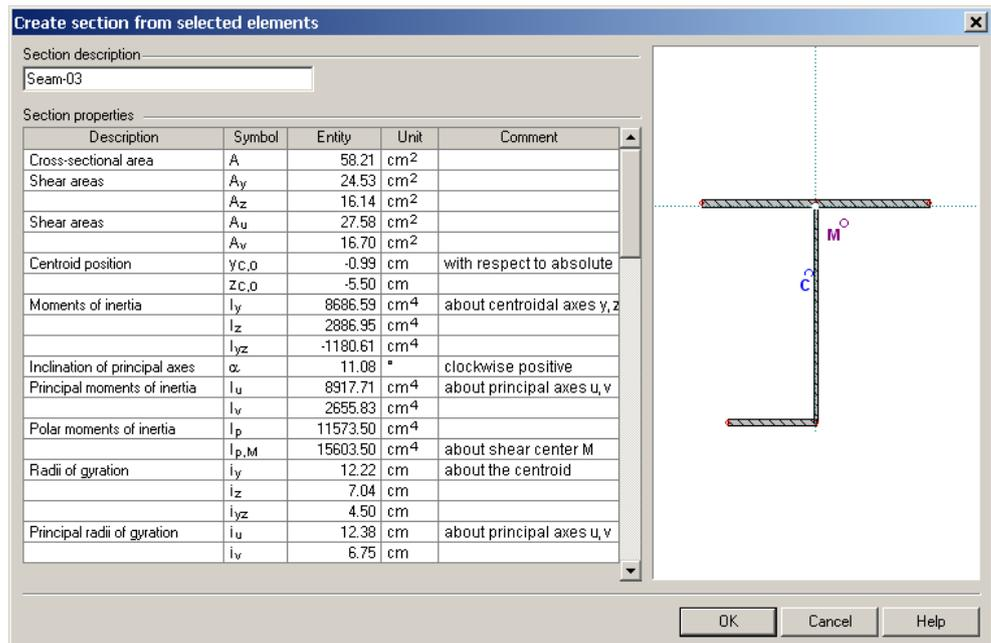 Create section from selected elements
Section description
Seam-03
Section properties
Description Symbol Entity Unit Comment
Cross-sectional area A 58.21 cm²
Shear areas Ay 24.53 cm²
Az 16.14 cm²
Shear areas Au 27.58 cm²
Av 16.70 cm²
Centroid position yC,0 -0.99 cm with respect to absolute
zC,0 -5.50 cm
Moments of inertia Iy 8686.59 cm⁴ about centroidal axes y, z
Iz 2886.95 cm⁴
Iyz -1180.61 cm⁴
Inclination of principal axes α 11.08 ° clockwise positive
Principal moments of inertia Iu 8917.71 cm⁴ about principal axes u, v
Iv 2655.83 cm⁴
Polar moments of inertia Ip 11573.50 cm⁴
Ip,M 15603.50 cm⁴ about shear center M
Radii of gyration iy 12.22 cm about the centroid
iz 7.04 cm
iyz 4.50 cm
Principal radii of gyration iu 12.38 cm about principal axes u, v
iv 6.75 cm
M
C
OK Cancel Help